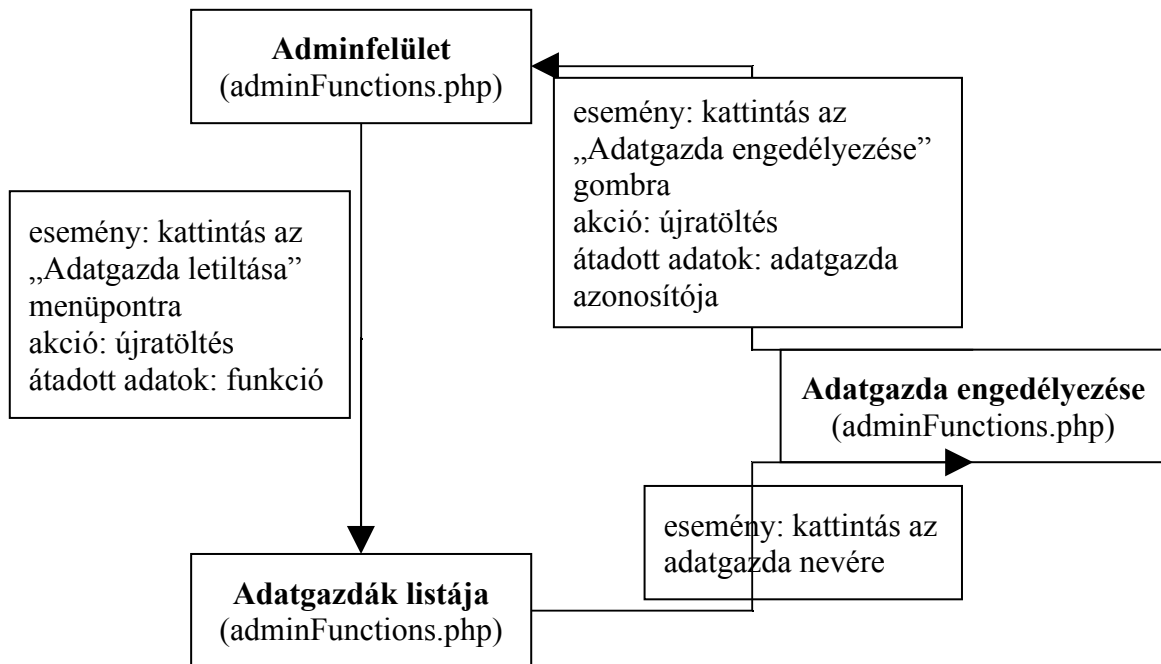 Adminfelület
(adminFunctions.php)
esemény: kattintás az
„Adatgazda engedélyezése”
gombra
akció: újratöltés
átadott adatok: adatgazda
azonosítója
esemény: kattintás az
„Adatgazda letiltása”
menüpontra
akció: újratöltés
átadott adatok: funkció
Adatgazda engedélyezése
(adminFunctions.php)
esemény: kattintás az
adatgazda nevére
Adatgazdák listája
(adminFunctions.php)